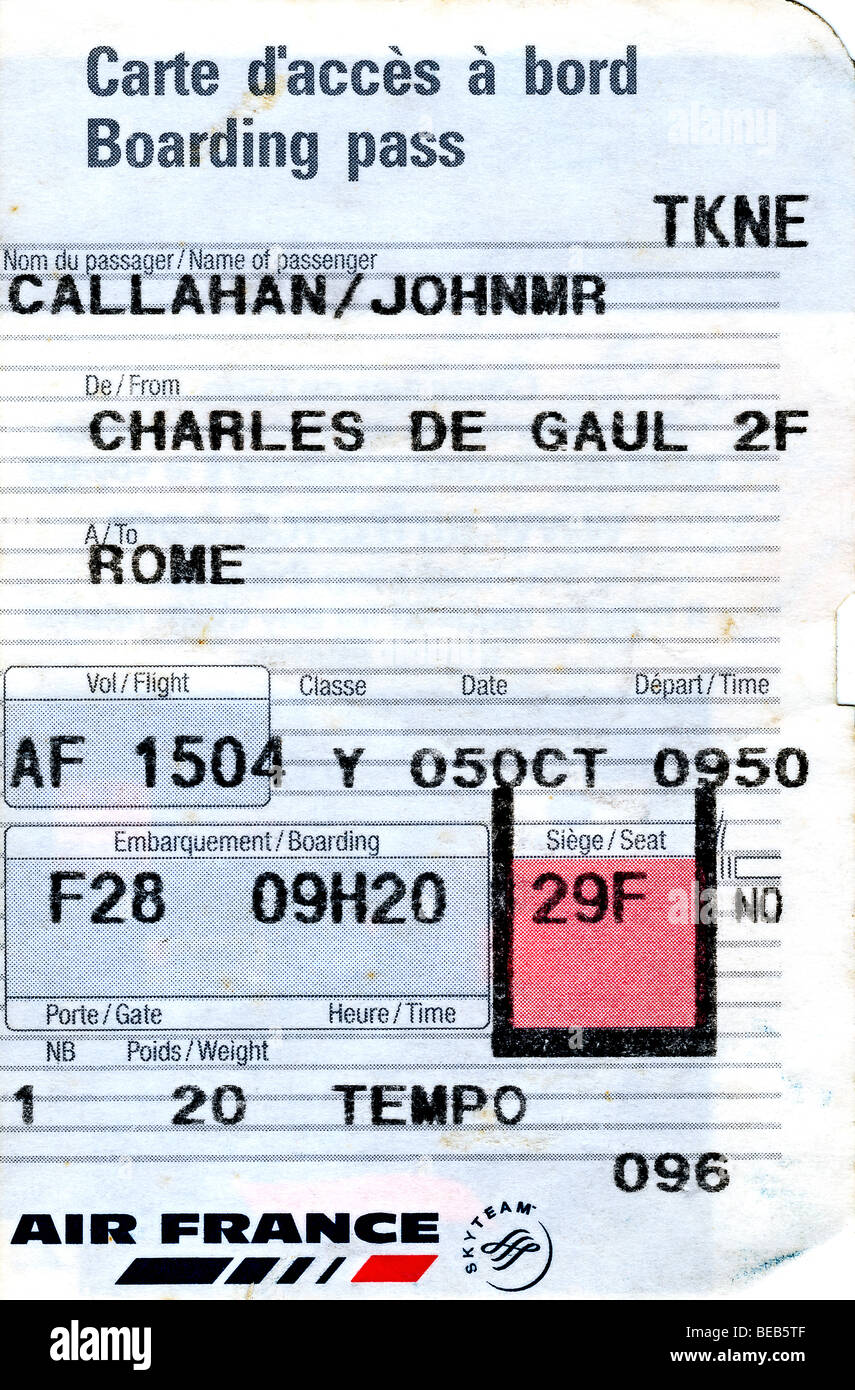 Carte d'accès à bord
Boarding pass
alamy
TKNE
Nom du passager / Name of passenger
CALLAHAN/JOHNMR
De / From
CHARLES DE GAUL 2F
A / To
ROME
alamy
Vol / Flight Classe Date Départ / Time
AF 1504 Y 05OCT 0950
Embarquement / Boarding Siège / Seat
F28 09H20 29F NO
Porte / Gate Heure / Time
NB Poids / Weight
1 20 TEMPO
096
AIR FRANCE SKYTEAM
alamy
Image ID: BEB5TF
www.alamy.com